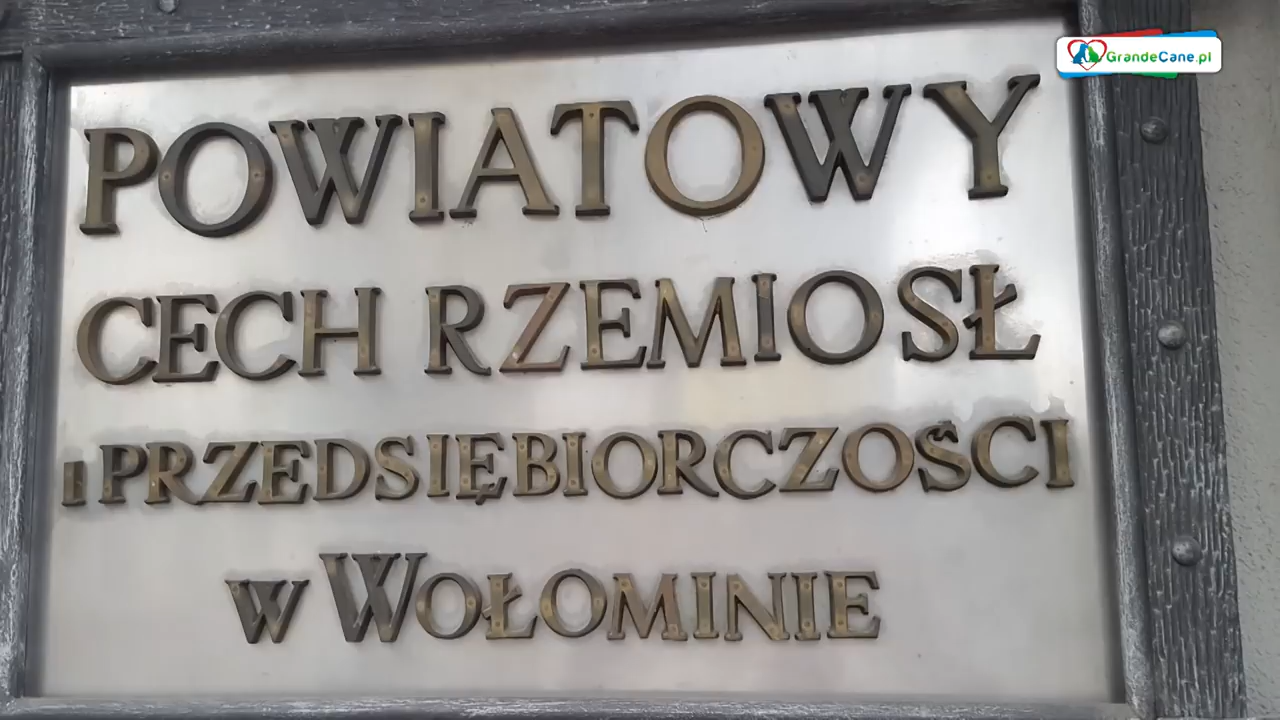 GrandeCane.pl
POWIATOWY
CECH RZEMIOSŁ
I PRZEDSIĘBIORCZOŚCI
W WOŁOMINIE